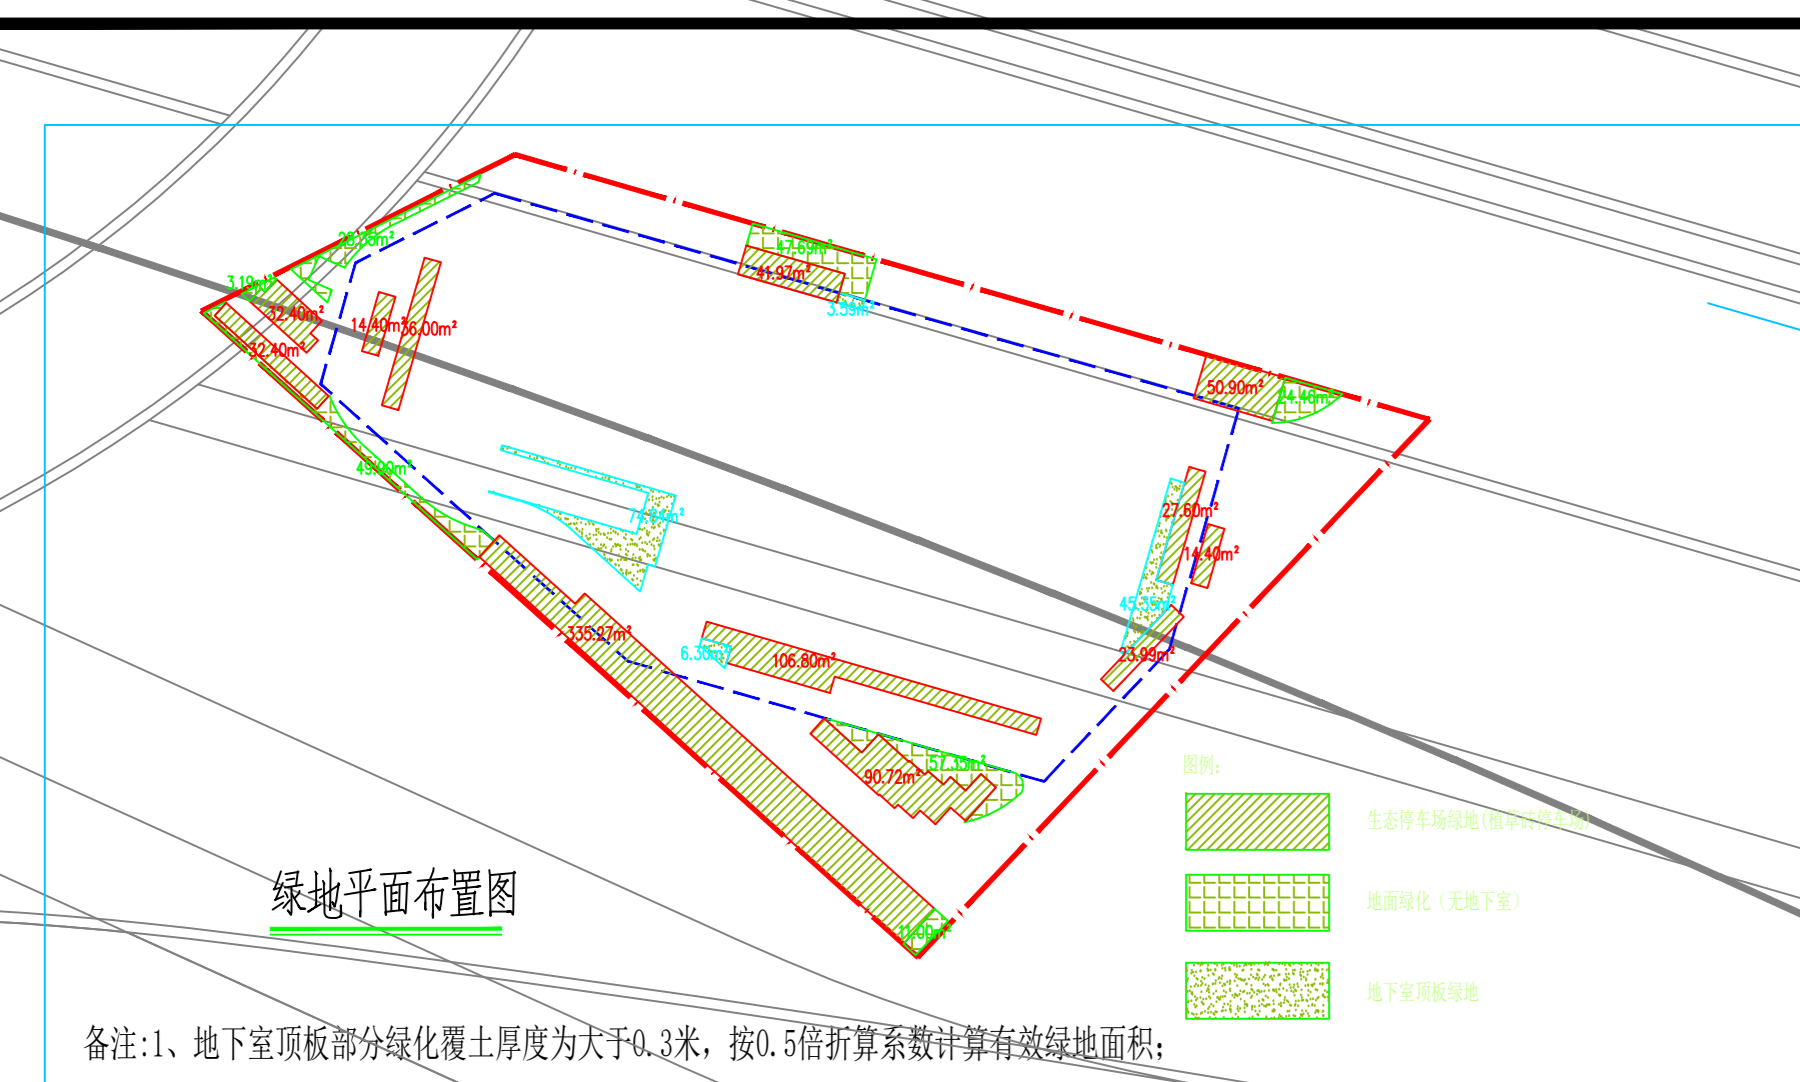 28.35m²
47.69m²
41.97m²
3.19m²
3.59m²
32.40m²
14.40m²
36.00m²
32.40m²
50.90m²
24.46m²
49.90m²
74.81m²
27.60m²
14.40m²
45.35m²
335.27m²
6.30m²
106.80m²
23.99m²
57.35m²
90.72m²
图例：
生态停车场绿地(植草砖停车场)
绿地平面布置图
地面绿化（无地下室）
11.00m²
地下室顶板绿地
备注:1、地下室顶板部分绿化覆土厚度为大于0.3米，按0.5倍折算系数计算有效绿地面积；